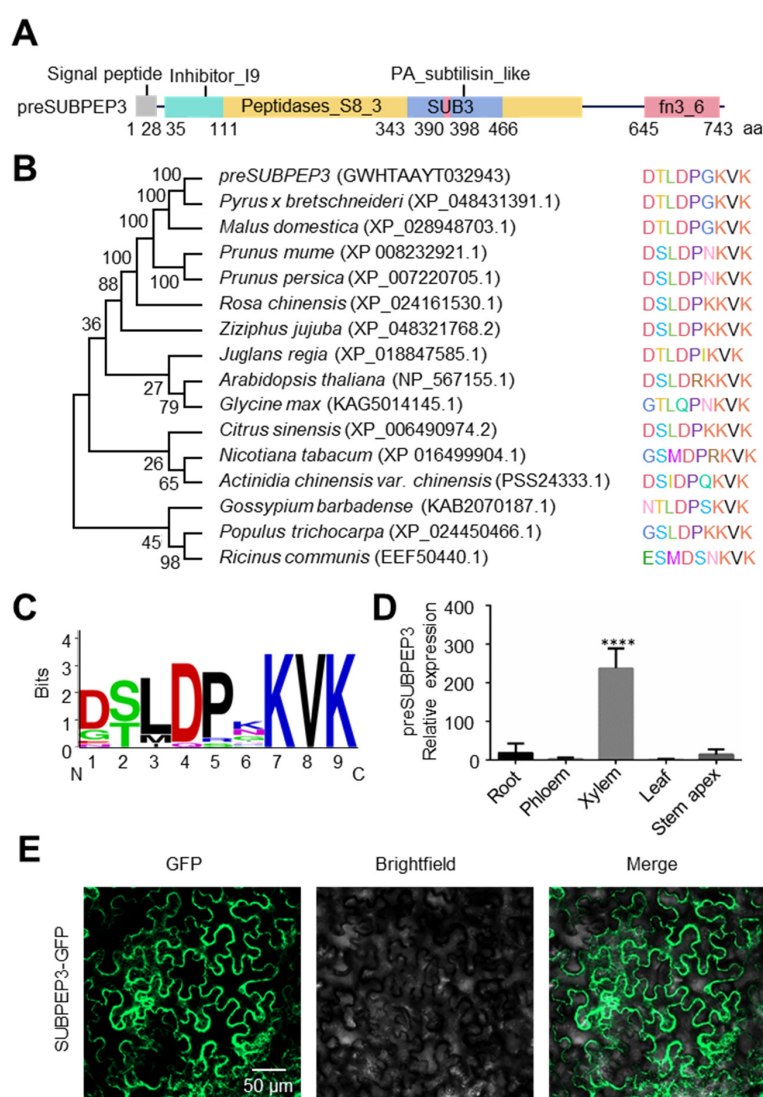 A
Signal peptide Inhibitor_I9 PA_subtilisin_like
preSUBPEP3 Peptidases_S8_3 SUB3 fn3_6
1 28 35 111 343 390 398 466 645 743 aa
B
100 preSUBPEP3 (GWHTAAYT032943) DTLDPGKVK
100 Pyrus x bretschneideri (XP_048431391.1) DTLDPGKVK
100 Malus domestica (XP_028948703.1) DTLDPGKVK
100 Prunus mume (XP 008232921.1) DSLDPNKVK
100 Prunus persica (XP_007220705.1) DSLDPNKVK
88 Rosa chinensis (XP_024161530.1) DSLDPKKVK
36 Ziziphus jujuba (XP_048321768.2) DSLDPKKVK
Juglans regia (XP_018847585.1) DTLDPIKVK
27 Arabidopsis thaliana (NP_567155.1) DSLDRKKVK
79 Glycine max (KAG5014145.1) GTLQPNKVK
Citrus sinensis (XP_006490974.2) DSLDPKKVK
26 Nicotiana tabacum (XP 016499904.1) GSMDPRKVK
65 Actinidia chinensis var. chinensis (PSS24333.1) DSIDPQKVK
Gossypium barbadense (KAB2070187.1) NTLDPSKVK
45 Populus trichocarpa (XP_024450466.1) GSLDPKKVK
98 Ricinus communis (EEF50440.1) ESMDSNKVK
C
Bits
4
3
2
1
0
DSLDPKKVK
GTM
N 1 2 3 4 5 6 7 8 9 C
D
preSUBPEP3
Relative expression
400
300
200
100
0
****
Root Phloem Xylem Leaf Stem apex
E
GFP Brightfield Merge
SUBPEP3-GFP
50 μm